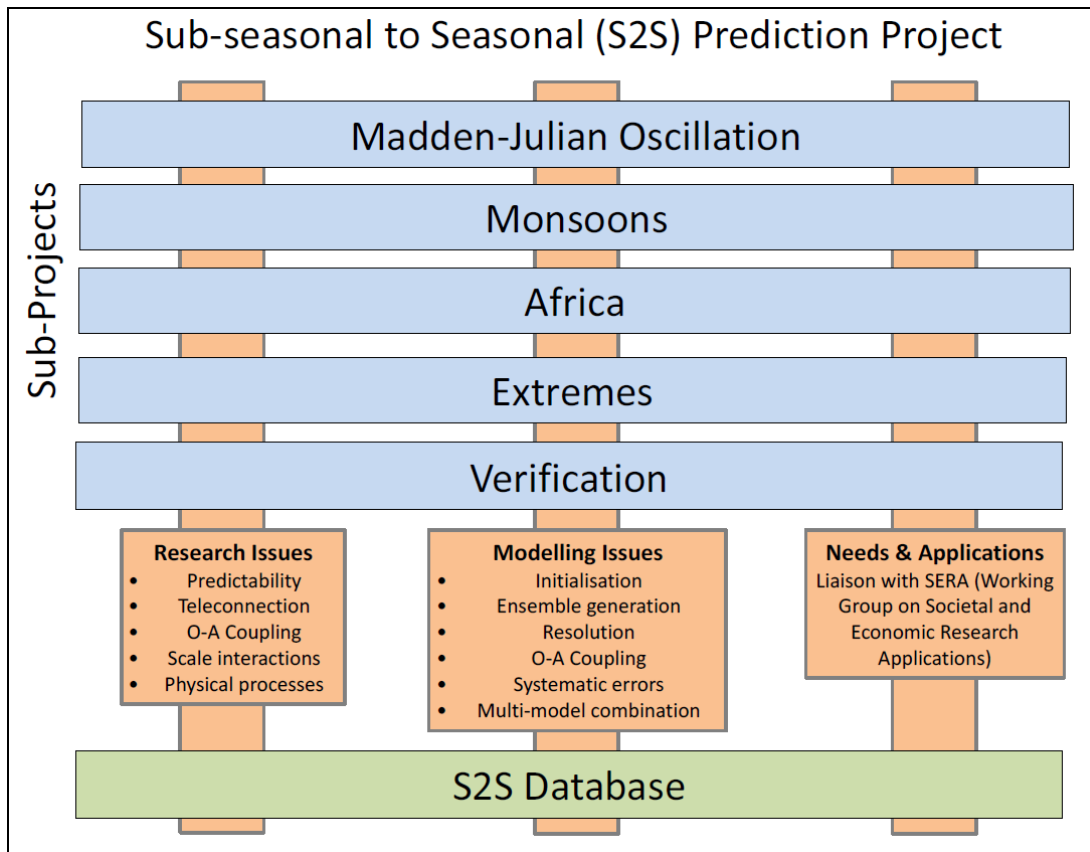 Sub-seasonal to Seasonal (S2S) Prediction Project
Sub-Projects
Madden-Julian Oscillation
Monsoons
Africa
Extremes
Verification
Research Issues
• Predictability
• Teleconnection
• O-A Coupling
• Scale interactions
• Physical processes
Modelling Issues
• Initialisation
• Ensemble generation
• Resolution
• O-A Coupling
• Systematic errors
• Multi-model combination
Needs & Applications
Liaison with SERA (Working
Group on Societal and
Economic Research
Applications)
S2S Database